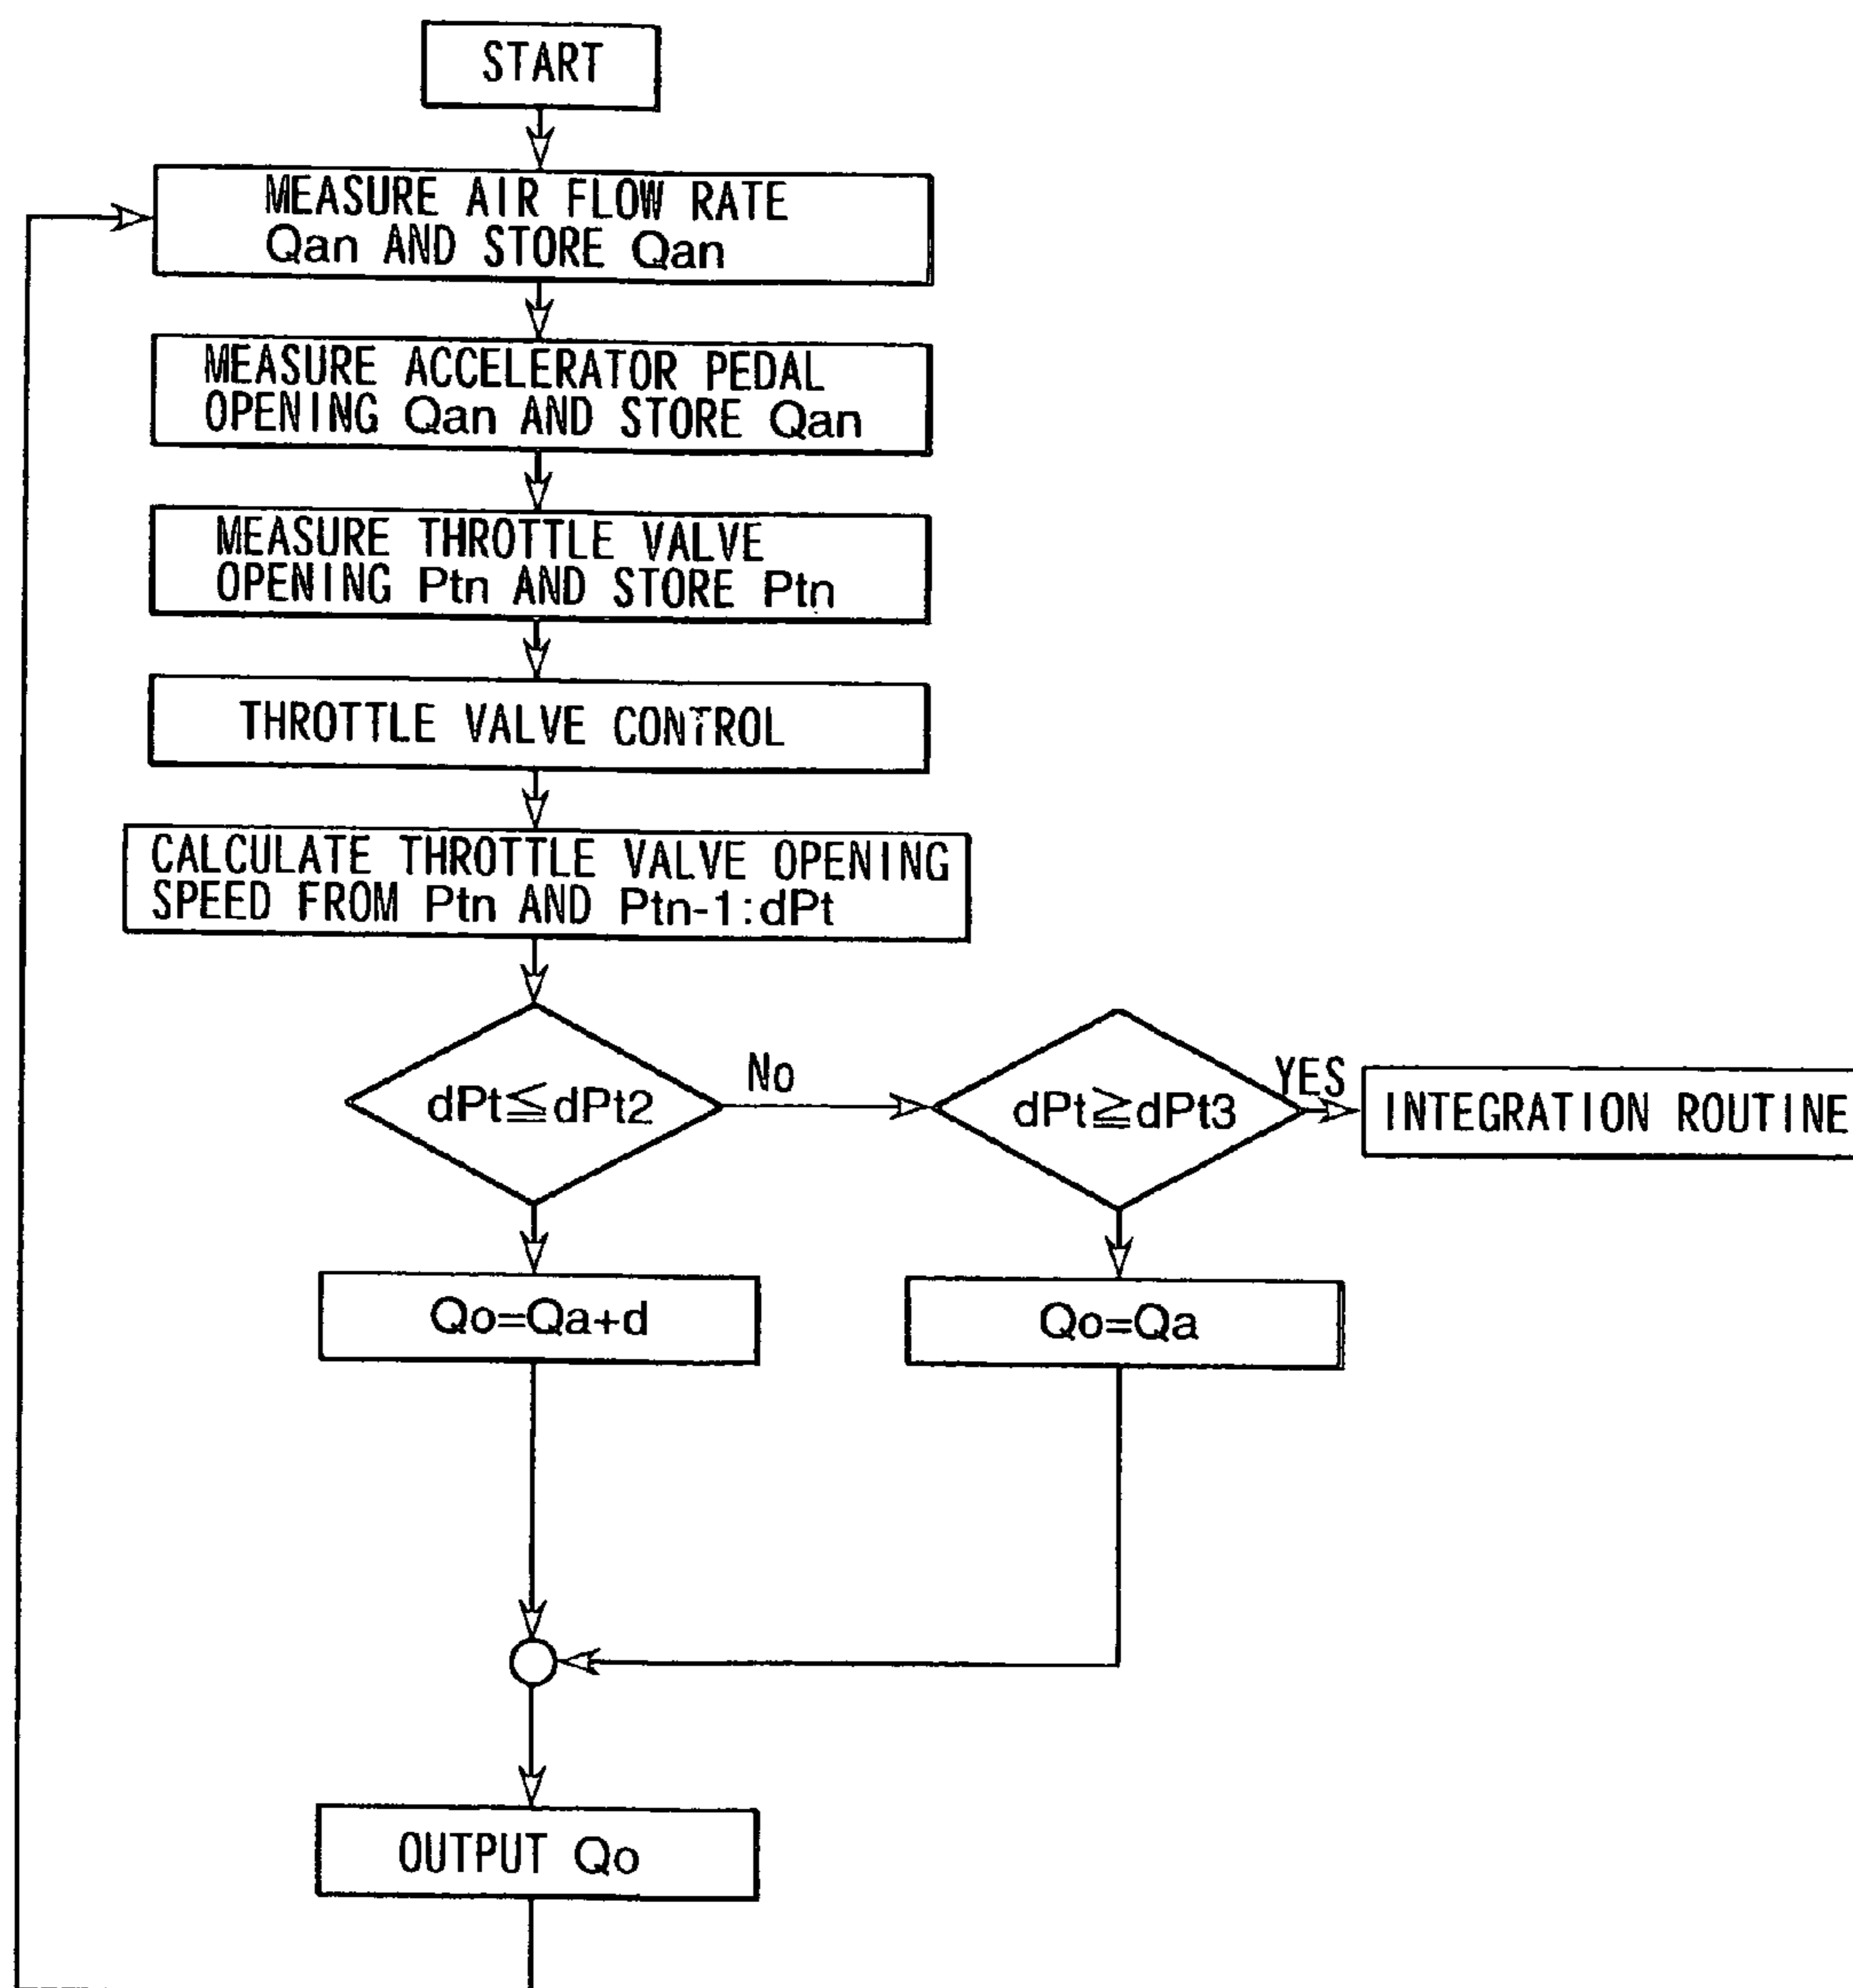 START
MEASURE AIR FLOW RATE
Qan AND STORE Qan
MEASURE ACCELERATOR PEDAL
OPENING Qan AND STORE Qan
MEASURE THROTTLE VALVE
OPENING Ptn AND STORE Ptn
THROTTLE VALVE CONTROL
CALCULATE THROTTLE VALVE OPENING
SPEED FROM Ptn AND Ptn-1:dPt
dPt≦dPt2
No
dPt≧dPt3
YES
INTEGRATION ROUTINE
Qo=Qa+d
Qo=Qa
OUTPUT Qo